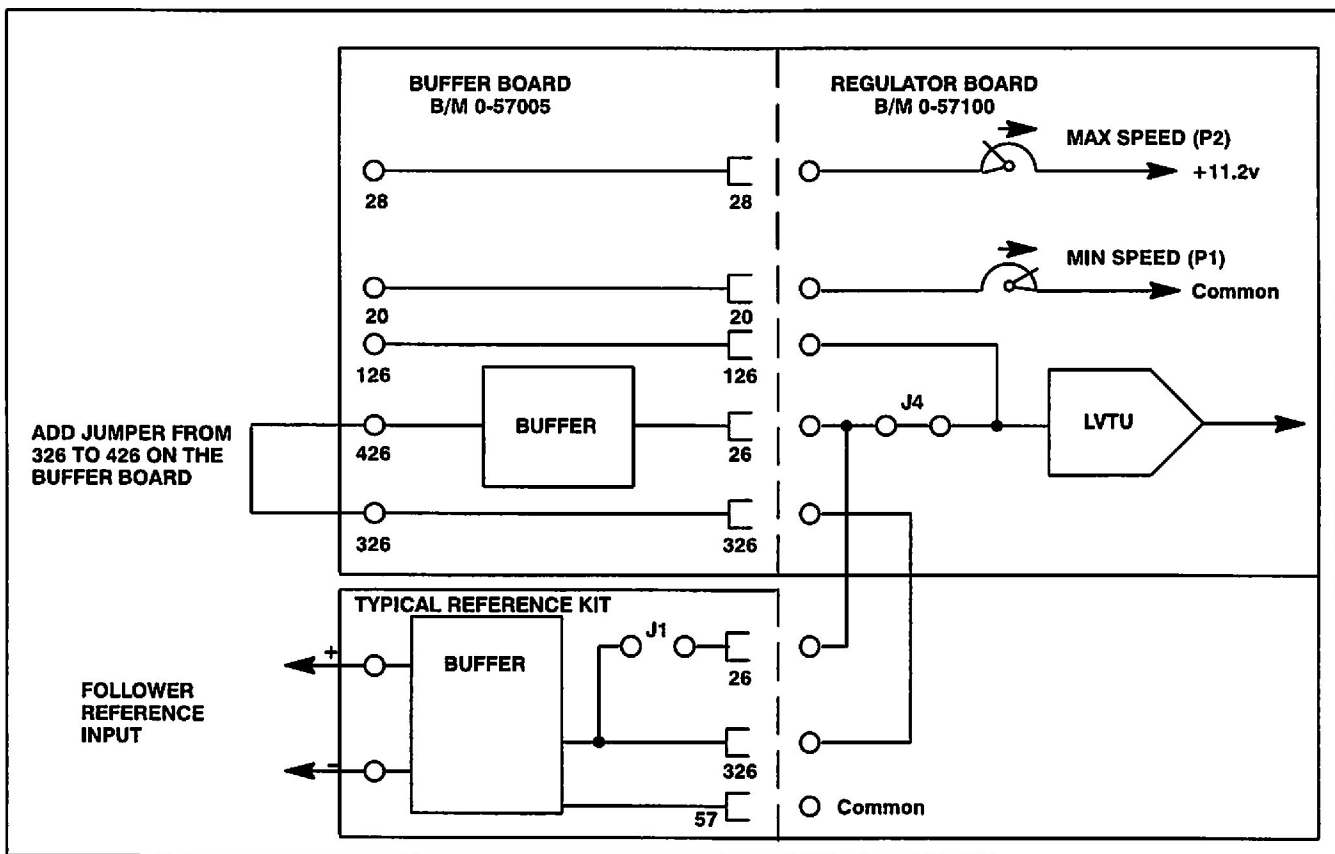 BUFFER BOARD
B/M 0-57005
REGULATOR BOARD
B/M 0-57100
MAX SPEED (P2)
+11.2v
28
28
MIN SPEED (P1)
Common
20
20
126
126
J4
LVTU
BUFFER
ADD JUMPER FROM
326 TO 426 ON THE
BUFFER BOARD
426
26
326
326
TYPICAL REFERENCE KIT
J1
+
BUFFER
26
FOLLOWER
REFERENCE
INPUT
-
326
57
Common